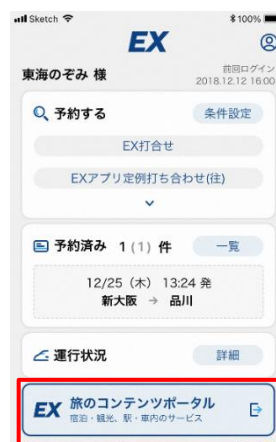 Sketch 100%
EX
東海のぞみ 様
前回ログイン
2018.12.12 16:00
予約する 条件設定
EX打合せ
EXアプリ定例打ち合わせ(往)
予約済み 1(1) 件 一覧
12/25（木） 13:24 発
新大阪 → 品川
運行状況 詳細
EX 旅のコンテンツポータル
宿泊・観光、駅・車内のサービス